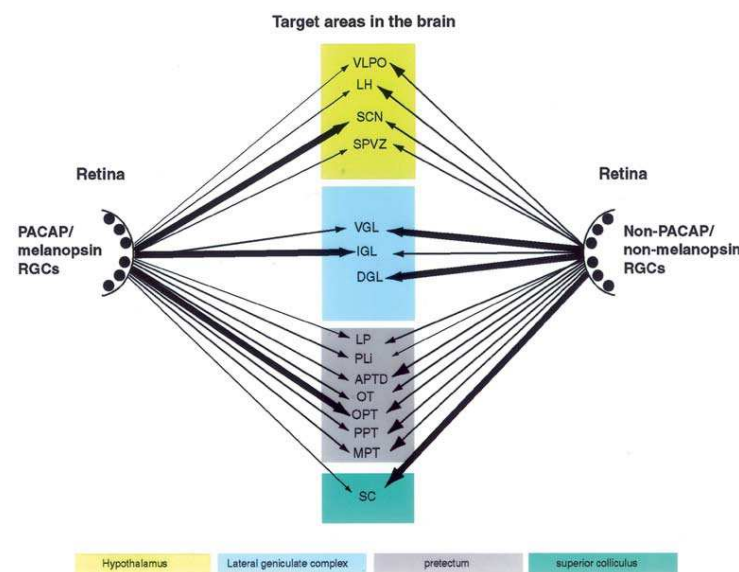 Target areas in the brain
VLPO
LH
SCN
SPVZ
Retina
Retina
PACAP/
melanopsin
RGCs
VGL
IGL
DGL
Non-PACAP/
non-melanopsin
RGCs
LP
PLi
APTD
OT
OPT
PPT
MPT
SC
Hypothalamus
Lateral geniculate complex
pretectum
superior colliculus